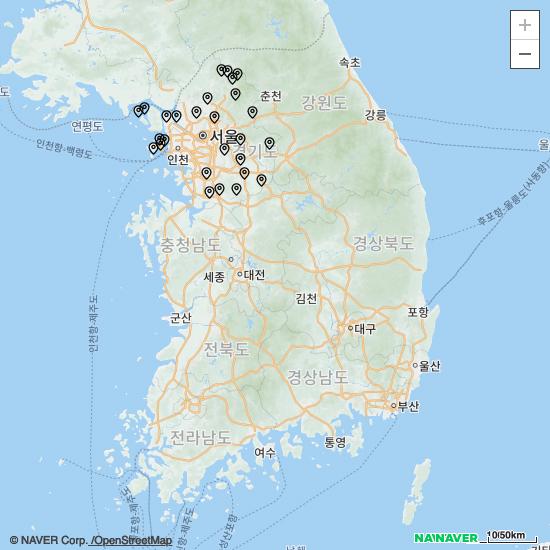 +
−
속초
춘천
강원도
강릉
연평도
서울
경기도
인천
인천항-백령도
울
후포항-울릉도(사동항)
충청남도
경상북도
세종
대전
인천항-제주도
김천
군산
포항
대구
전북도
울산
경상남도
부산
전라남도
통영
여수
© NAVER Corp. /OpenStreetMap
NAVER
10/50km